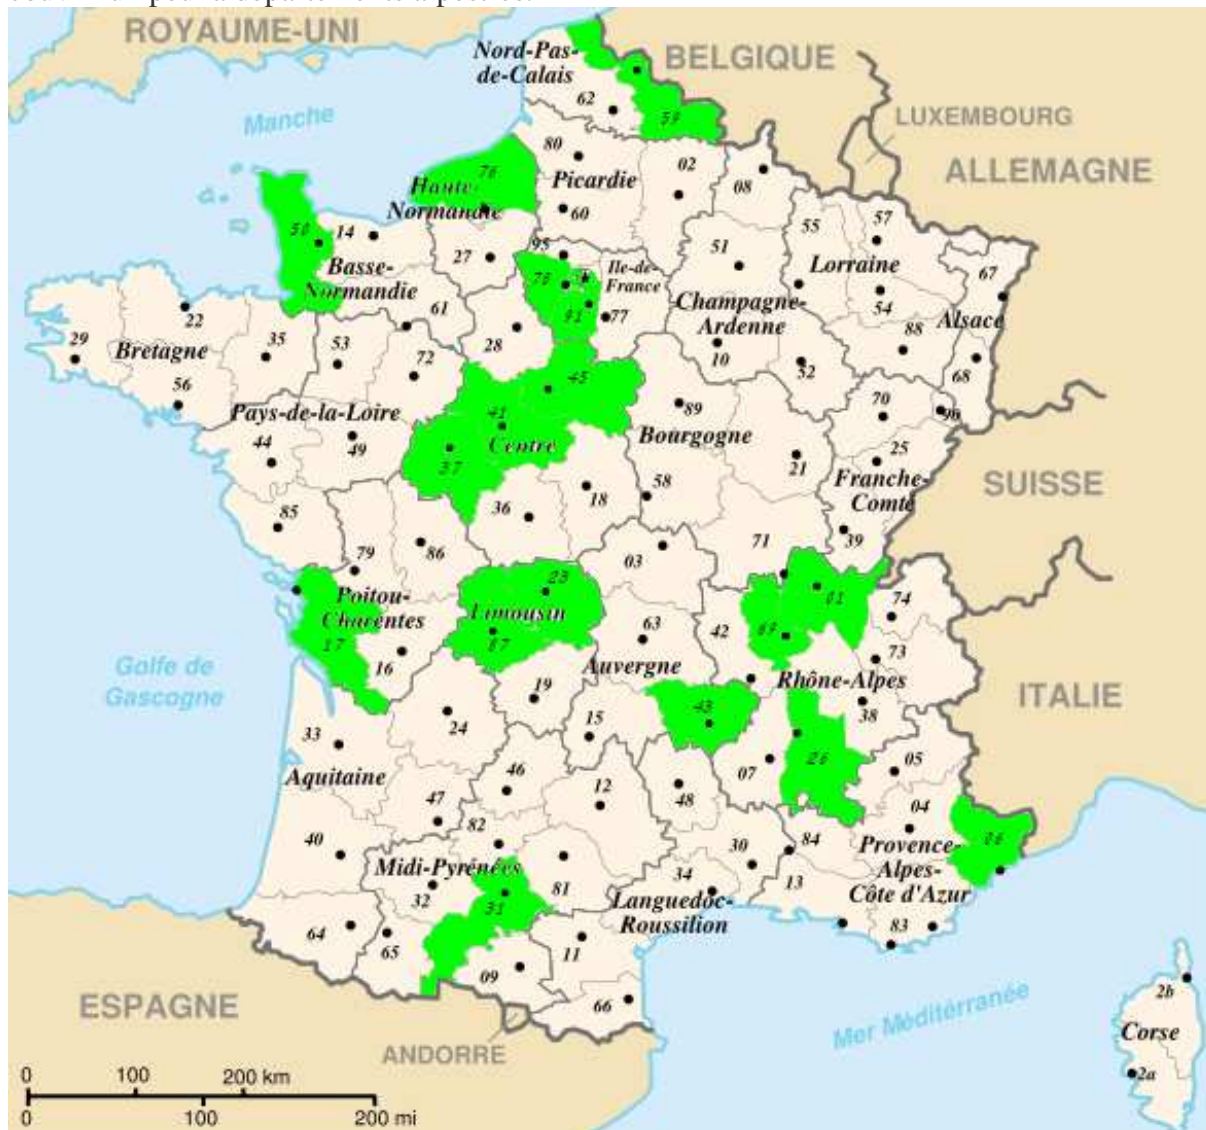 ROYAUME-UNI
Nord-Pas-
de-Calais
BELGIQUE
62
59
LUXEMBOURG
Manche
ALLEMAGNE
80
76
02
08
Picardie
Haute-
Normandie
60
50
14
27
95
51
55
57
Ile-de-
France
Lorraine
67
Basse-
Normandie
78
61
91
77
Champagne-
Ardenne
54
Alsace
22
29
Bretagne
35
53
72
28
10
88
52
68
56
45
Pays-de-la-Loire
41
89
70
90
44
49
Centre
Bourgogne
25
37
21
Franche-
Comté
SUISSE
85
36
18
58
39
79
86
03
71
23
01
74
Poitou-
Charentes
Limousin
17
16
87
63
42
69
73
Auvergne
Rhône-Alpes
Golfe de
Gascogne
19
43
38
ITALIE
24
15
33
26
05
Aquitaine
07
46
12
48
47
04
06
82
40
30
84
Provence-
Alpes-
Côte d'Azur
Midi-Pyrénées
34
13
32
81
31
Languedoc-
Roussilion
64
65
11
83
09
66
ESPAGNE
ANDORRE
Mer Méditérranée
2b
Corse
2a
0 100 200 km
0 100 200 mi